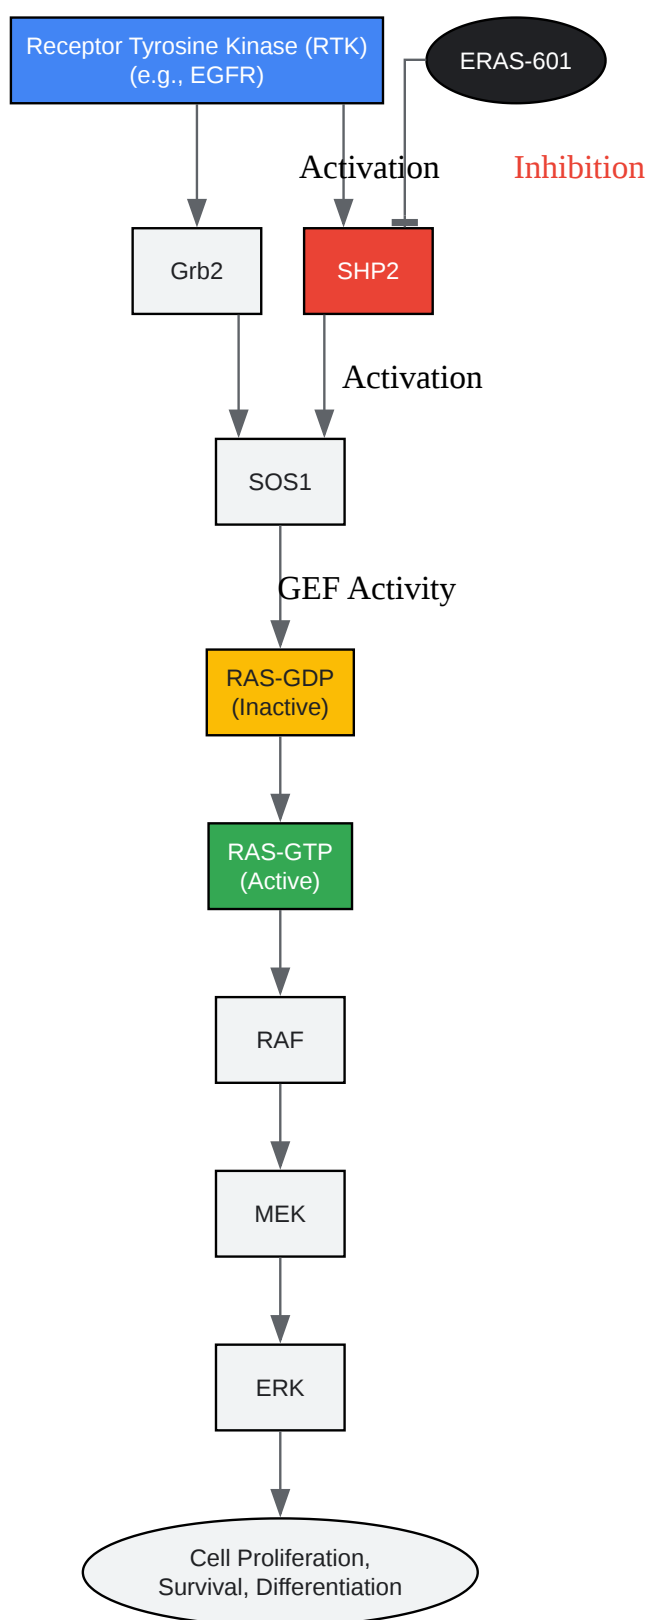 Receptor Tyrosine Kinase (RTK)
(e.g., EGFR)
ERAS-601
Activation
Inhibition
Grb2
SHP2
Activation
SOS1
GEF Activity
RAS-GDP
(Inactive)
RAS-GTP
(Active)
RAF
MEK
ERK
Cell Proliferation,
Survival, Differentiation